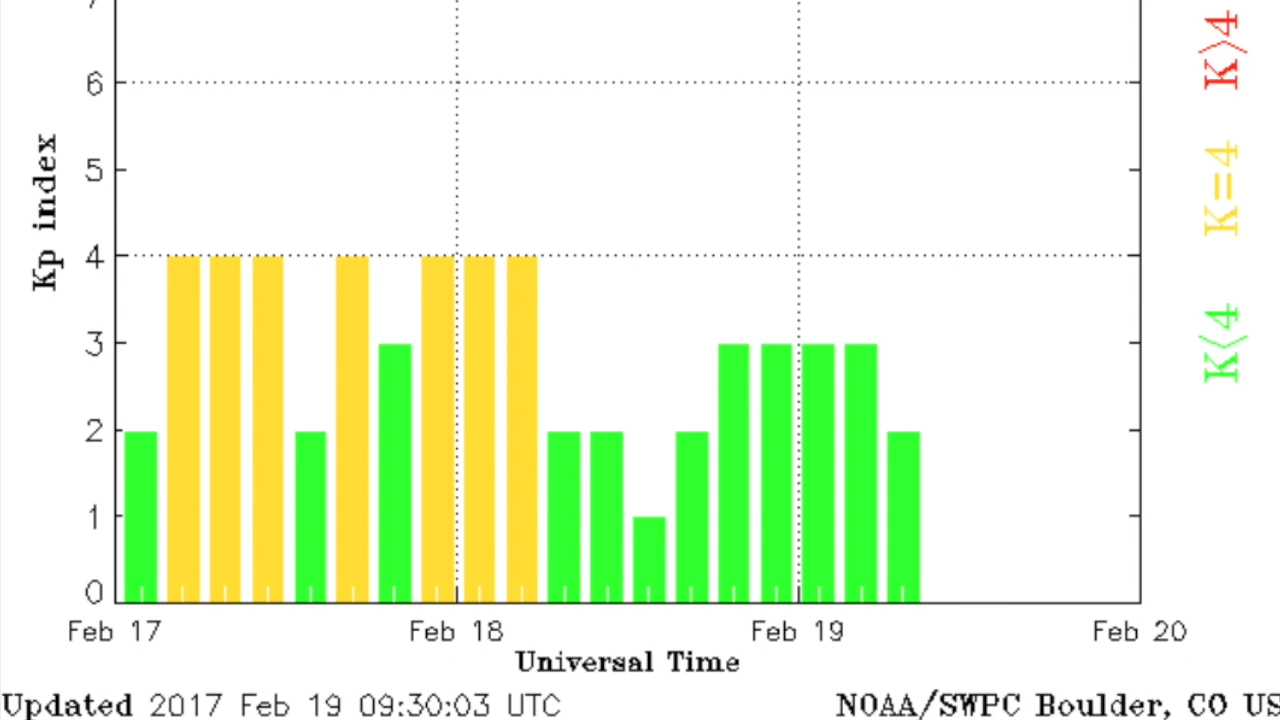 7
6
5
4
3
2
1
0
Kp index
K>4
K=4
K<4
Feb 17 Feb 18 Feb 19 Feb 20
Universal Time
Updated 2017 Feb 19 09:30:03 UTC NOAA/SWPC Boulder, CO US